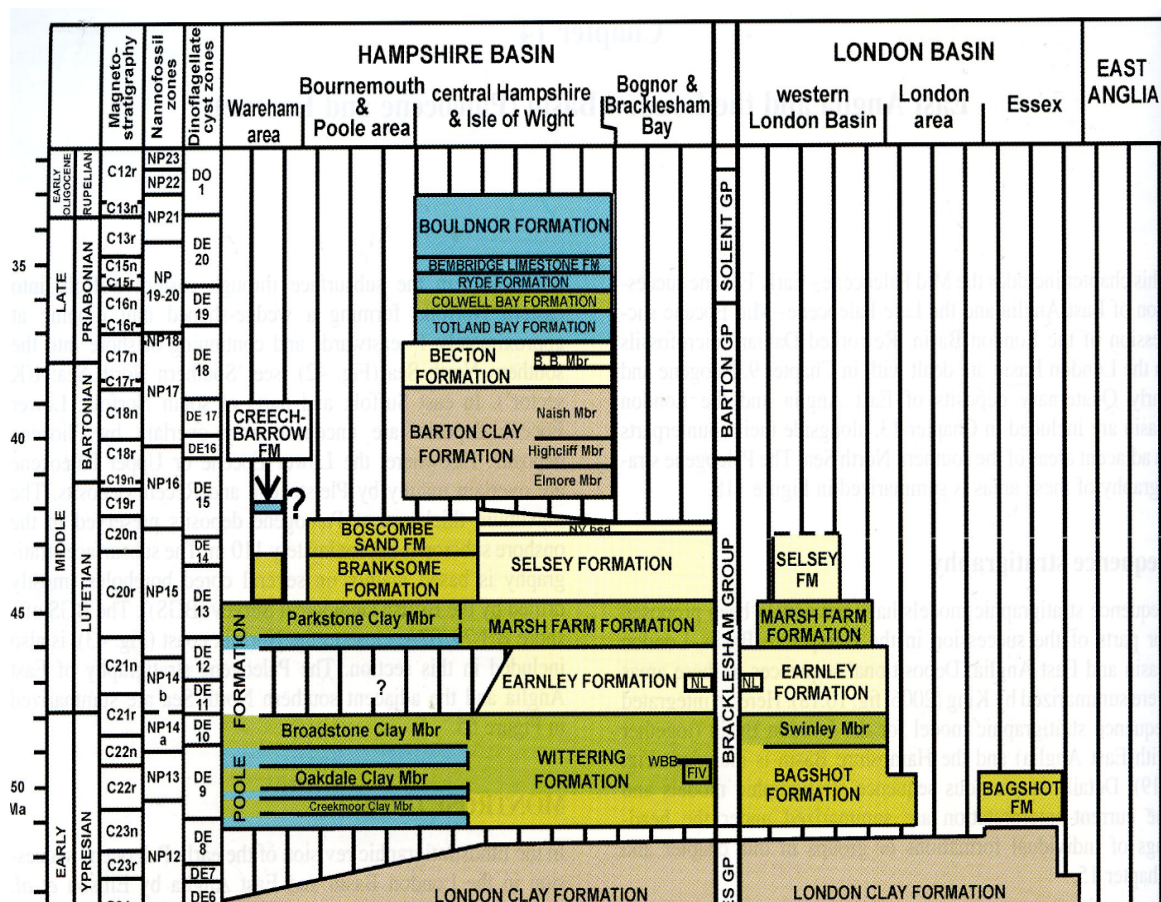 HAMPSHIRE BASIN
LONDON BASIN
EAST
ANGLIA
Magneto-
stratigraphy
Nannofossil
zones
Dinoflagellate
cyst zones
Wareham
area
Bournemouth
&
Poole area
central Hampshire
& Isle of Wight
Bognor &
Bracklesham
Bay
western
London Basin
London
area
Essex
EARLY
OLIGOCENE
RUPELIAN
LATE
PRIABONIAN
BARTONIAN
MIDDLE
LUTETIAN
EARLY
YPRESIAN
35
40
45
50
Ma
C12r
C13n
C13r
C15n
C15r
C16n
C16r
C17n
C17r
C18n
C18r
C19n
C19r
C20n
C20r
C21n
C21r
C22n
C22r
C23n
C23r
NP23
NP22
NP21
NP
19-20
NP18
NP17
NP16
NP15
NP14
b
NP14
a
NP13
NP12
DO
1
DE
20
DE
19
DE
18
DE 17
DE16
DE
15
DE
14
DE
13
DE
12
DE
11
DE
10
DE
9
DE
8
DE7
DE6
CREECH-
BARROW
FM
?
POOLE FORMATION
BOULDNOR FORMATION
BEMBRIDGE LIMESTONE FM
RYDE FORMATION
COLWELL BAY FORMATION
TOTLAND BAY FORMATION
BECTON
FORMATION
B. B. Mbr
BARTON CLAY
FORMATION
Naish Mbr
Highcliff Mbr
Elmore Mbr
BOSCOMBE
SAND FM
NV bed
BRANKSOME
FORMATION
SELSEY FORMATION
Parkstone Clay Mbr
MARSH FARM FORMATION
?
EARNLEY FORMATION
NL
Broadstone Clay Mbr
WITTERING
FORMATION
WBB
FIV
Oakdale Clay Mbr
Creekmoor Clay Mbr
LONDON CLAY FORMATION
SOLENT GP
BARTON GP
BRACKLESHAM GROUP
ES GP
SELSEY
FM
MARSH FARM
FORMATION
NL
EARNLEY
FORMATION
Swinley Mbr
BAGSHOT
FORMATION
BAGSHOT
FM
LONDON CLAY FORMATION